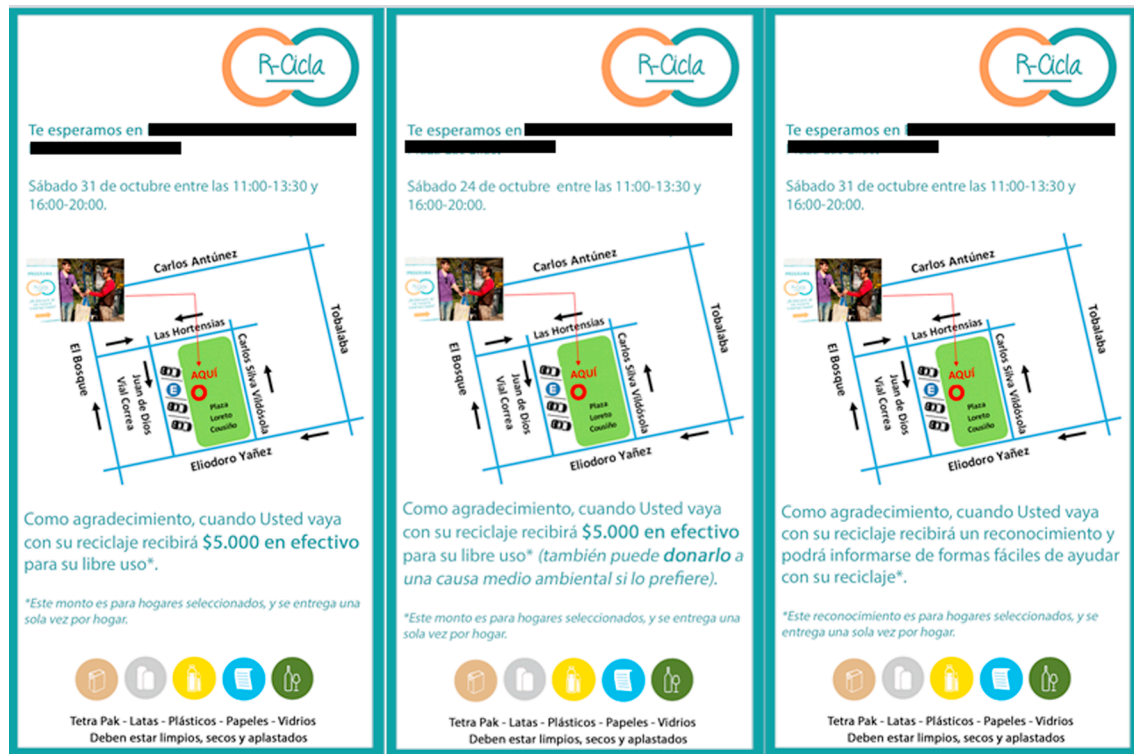 R-Cicla
Te esperamos en
Sábado 31 de octubre entre las 11:00-13:30 y
16:00-20:00.
Carlos Antúnez
Tobalaba
Las Hortensias
El Bosque
Juan de Dios
Vial Correa
Carlos Silva Vildósola
AQUÍ
E
Plaza
Loreto
Cousiño
Eliodoro Yañez
Como agradecimiento, cuando Usted vaya
con su reciclaje recibirá $5.000 en efectivo
para su libre uso*.
*Este monto es para hogares seleccionados, y se entrega una
sola vez por hogar.
Tetra Pak - Latas - Plásticos - Papeles - Vidrios
Deben estar limpios, secos y aplastados
R-Cicla
Te esperamos en
Sábado 24 de octubre entre las 11:00-13:30 y
16:00-20:00.
Carlos Antúnez
Tobalaba
Las Hortensias
El Bosque
Juan de Dios
Vial Correa
Carlos Silva Vildósola
AQUÍ
E
Plaza
Loreto
Cousiño
Eliodoro Yañez
Como agradecimiento, cuando Usted vaya
con su reciclaje recibirá $5.000 en efectivo
para su libre uso* (también puede donarlo a
una causa medio ambiental si lo prefiere).
*Este monto es para hogares seleccionados, y se entrega una
sola vez por hogar.
Tetra Pak - Latas - Plásticos - Papeles - Vidrios
Deben estar limpios, secos y aplastados
R-Cicla
Te esperamos en
Sábado 31 de octubre entre las 11:00-13:30 y
16:00-20:00.
Carlos Antúnez
Tobalaba
Las Hortensias
El Bosque
Juan de Dios
Vial Correa
Carlos Silva Vildósola
AQUÍ
E
Plaza
Loreto
Cousiño
Eliodoro Yañez
Como agradecimiento, cuando Usted vaya
con su reciclaje recibirá un reconocimiento y
podrá informarse de formas fáciles de ayudar
con su reciclaje*.
*Este reconocimiento es para hogares seleccionados, y se
entrega una sola vez por hogar.
Tetra Pak - Latas - Plásticos - Papeles - Vidrios
Deben estar limpios, secos y aplastados